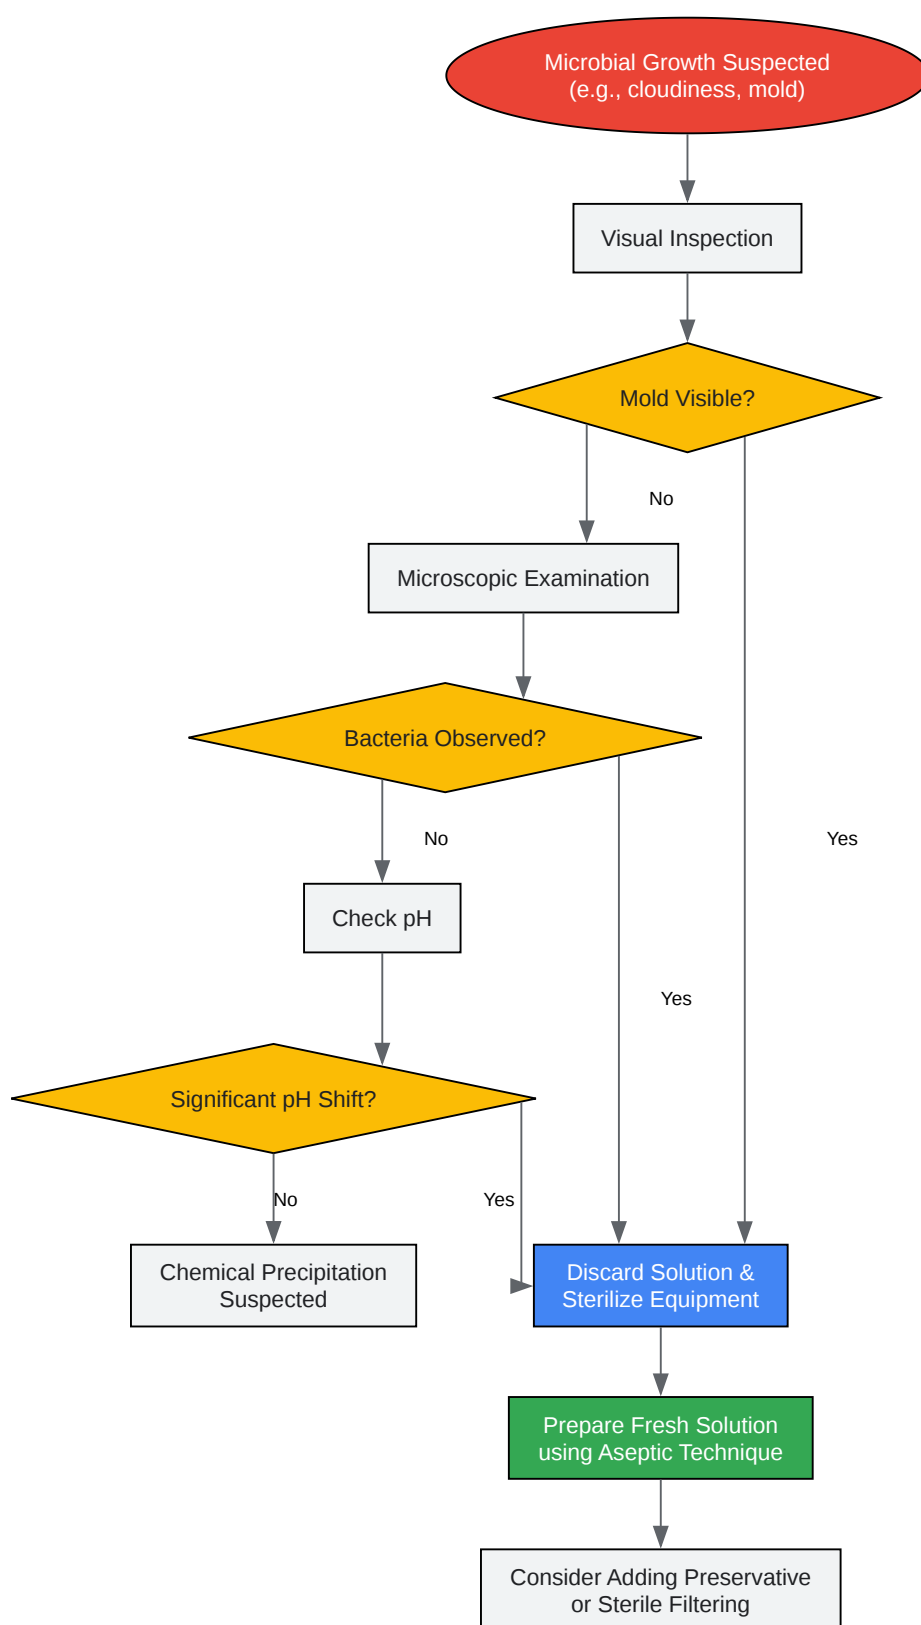 Microbial Growth Suspected
(e.g., cloudiness, mold)
Visual Inspection
Mold Visible?
No
Microscopic Examination
Bacteria Observed?
No
Yes
Check pH
Yes
Significant pH Shift?
No
Yes
Chemical Precipitation
Suspected
Discard Solution &
Sterilize Equipment
Prepare Fresh Solution
using Aseptic Technique
Consider Adding Preservative
or Sterile Filtering